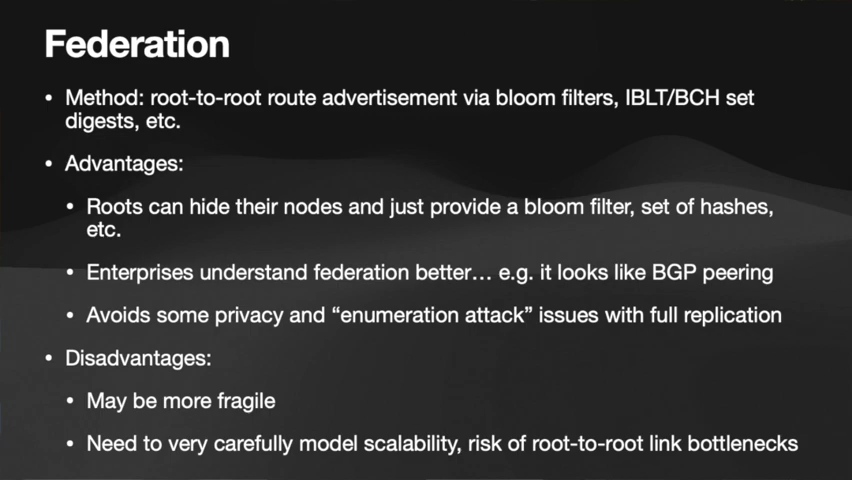 Federation
• Method: root-to-root route advertisement via bloom filters, IBLT/BCH set
digests, etc.
• Advantages:
• Roots can hide their nodes and just provide a bloom filter, set of hashes,
etc.
• Enterprises understand federation better… e.g. it looks like BGP peering
• Avoids some privacy and “enumeration attack” issues with full replication
• Disadvantages:
• May be more fragile
• Need to very carefully model scalability, risk of root-to-root link bottlenecks